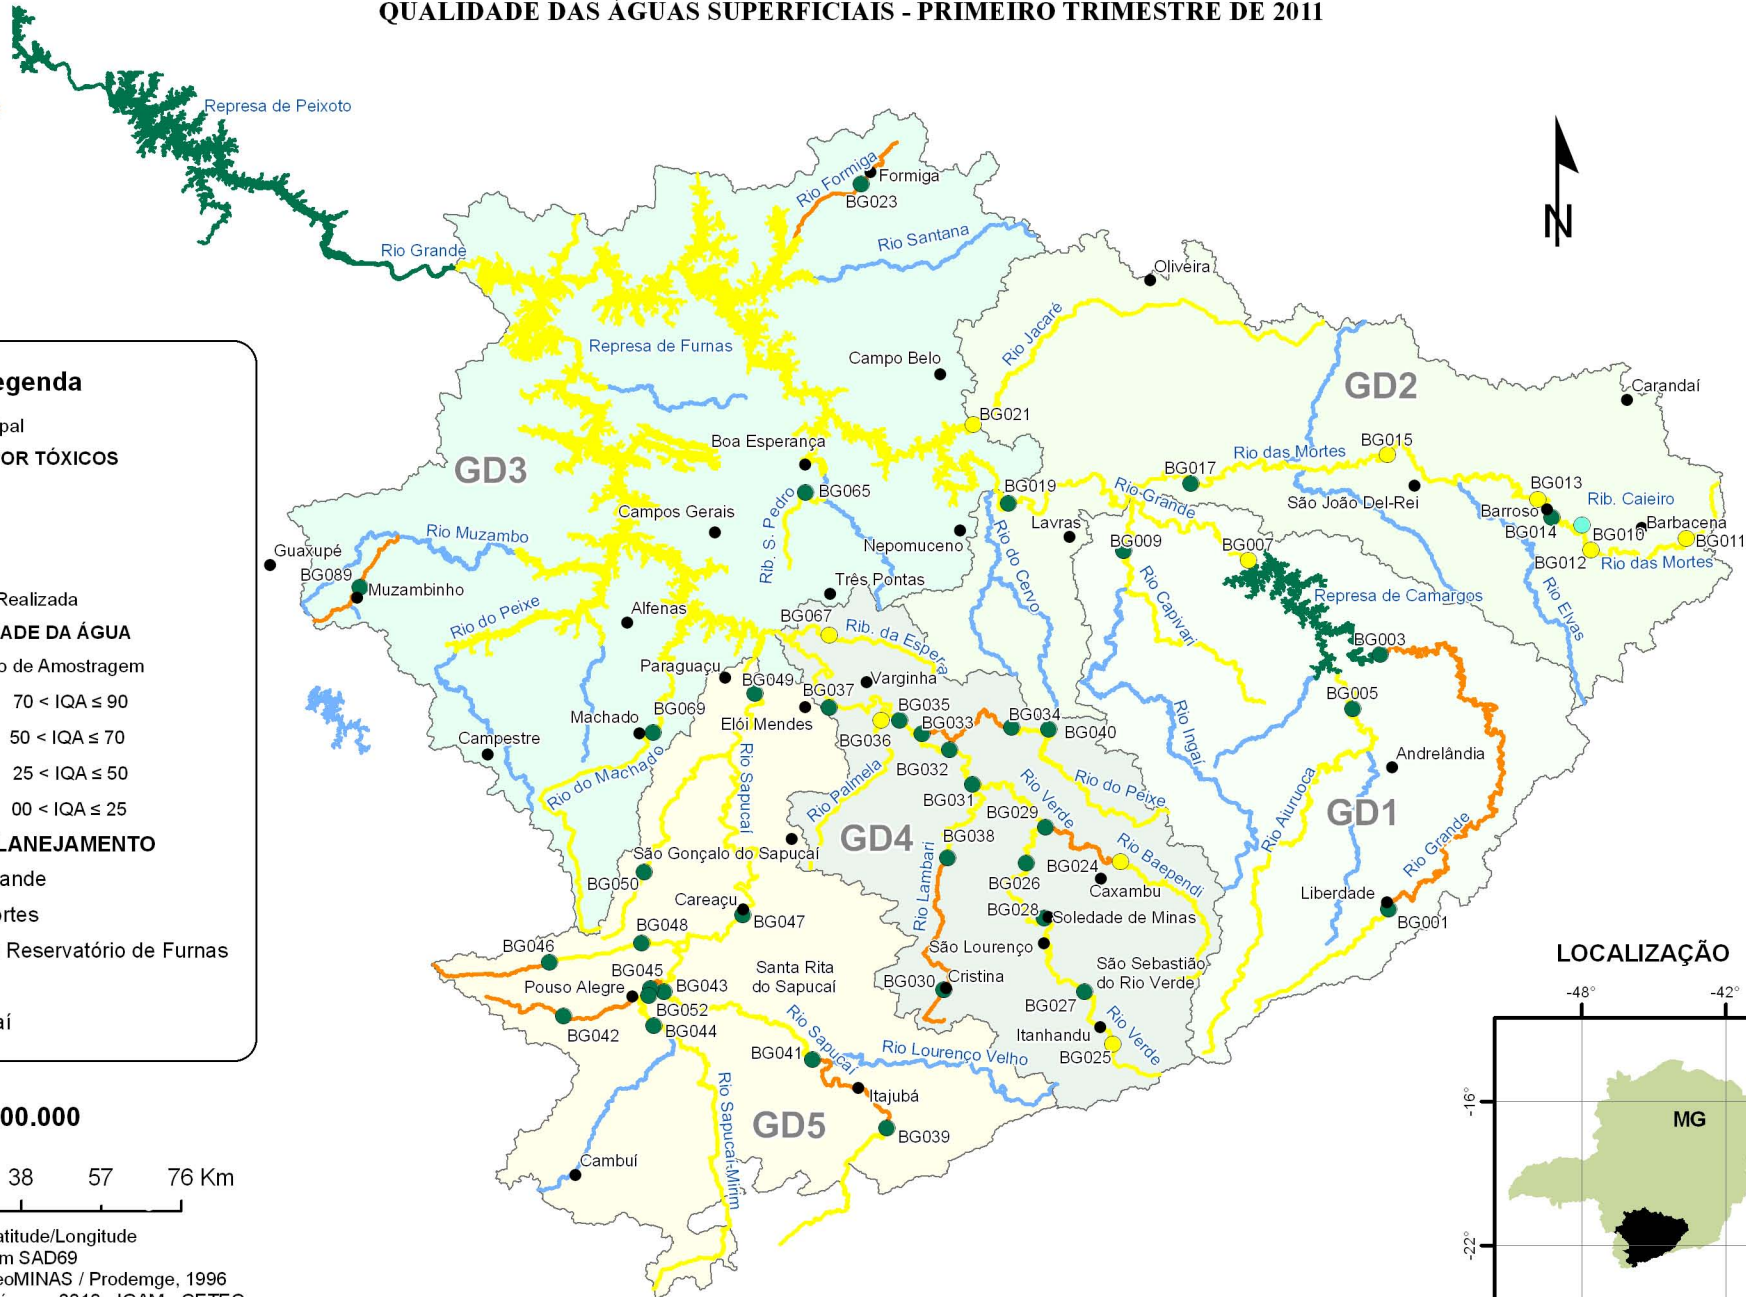 QUALIDADE DAS ÁGUAS SUPERFICIAIS - PRIMEIRO TRIMESTRE DE 2011
Represa de Peixoto
Rio Grande
Rio Formiga
Formiga
BG023
Rio Santana
N
Oliveira
Rio Jacaré
Represa de Furnas
Campo Belo
GD2
Carandaí
BG021
GD3
Boa Esperança
BG065
Rib. S. Pedro
Campos Gerais
Nepomuceno
BG019
Lavras
BG017
Rio Grande
Rio das Mortes
BG015
São João Del-Rei
BG013
Rib. Caieiro
Barroso
BG014
BG010
Barbacena
BG011
BG012
Rio das Mortes
Rio Elvas
Guaxupé
BG089
Muzambinho
Rio Muzambo
Rio do Peixe
Alfenas
Três Pontas
BG067
Rib. da Espera
Rio do Cervo
BG009
Rio Capivari
BG007
Represa de Camargos
BG003
BG005
Paraguaçu
BG049
BG037
Varginha
BG035
BG033
BG034
BG040
Machado
BG069
Elói Mendes
BG036
BG032
Campestre
Rio do Machado
Rio Sapucaí
Rio Palmela
BG031
Rio Verde
Rio do Peixe
Rio Ingaí
Andrelândia
Rio Aiuruoca
GD1
Rio Grande
GD4
BG029
BG038
São Gonçalo do Sapucaí
BG050
Rio Lambari
BG026
BG024
Caxambu
Rio Baependi
Liberdade
BG001
Careaçu
BG047
BG028
Soledade de Minas
São Lourenço
BG046
BG048
BG045
Pouso Alegre
BG043
BG052
BG044
BG042
Santa Rita
do Sapucaí
BG030
Cristina
São Sebastião
do Rio Verde
BG027
Itanhandu
BG025
Rio Verde
BG041
Rio Sapucaí
Rio Lourenço Velho
Itajubá
BG039
GD5
Rio Sapucaí-Mirim
Cambuí
egenda
pal
OR TÓXICOS
Realizada
ADE DA ÁGUA
o de Amostragem
70 < IQA ≤ 90
50 < IQA ≤ 70
25 < IQA ≤ 50
00 < IQA ≤ 25
LANEJAMENTO
ande
ortes
Reservatório de Furnas
aí
00.000
38 57 76 Km
atitude/Longitude
m SAD69
eoMINAS / Prodemge, 1996
LOCALIZAÇÃO
-48° -42°
-16°
MG
-22°